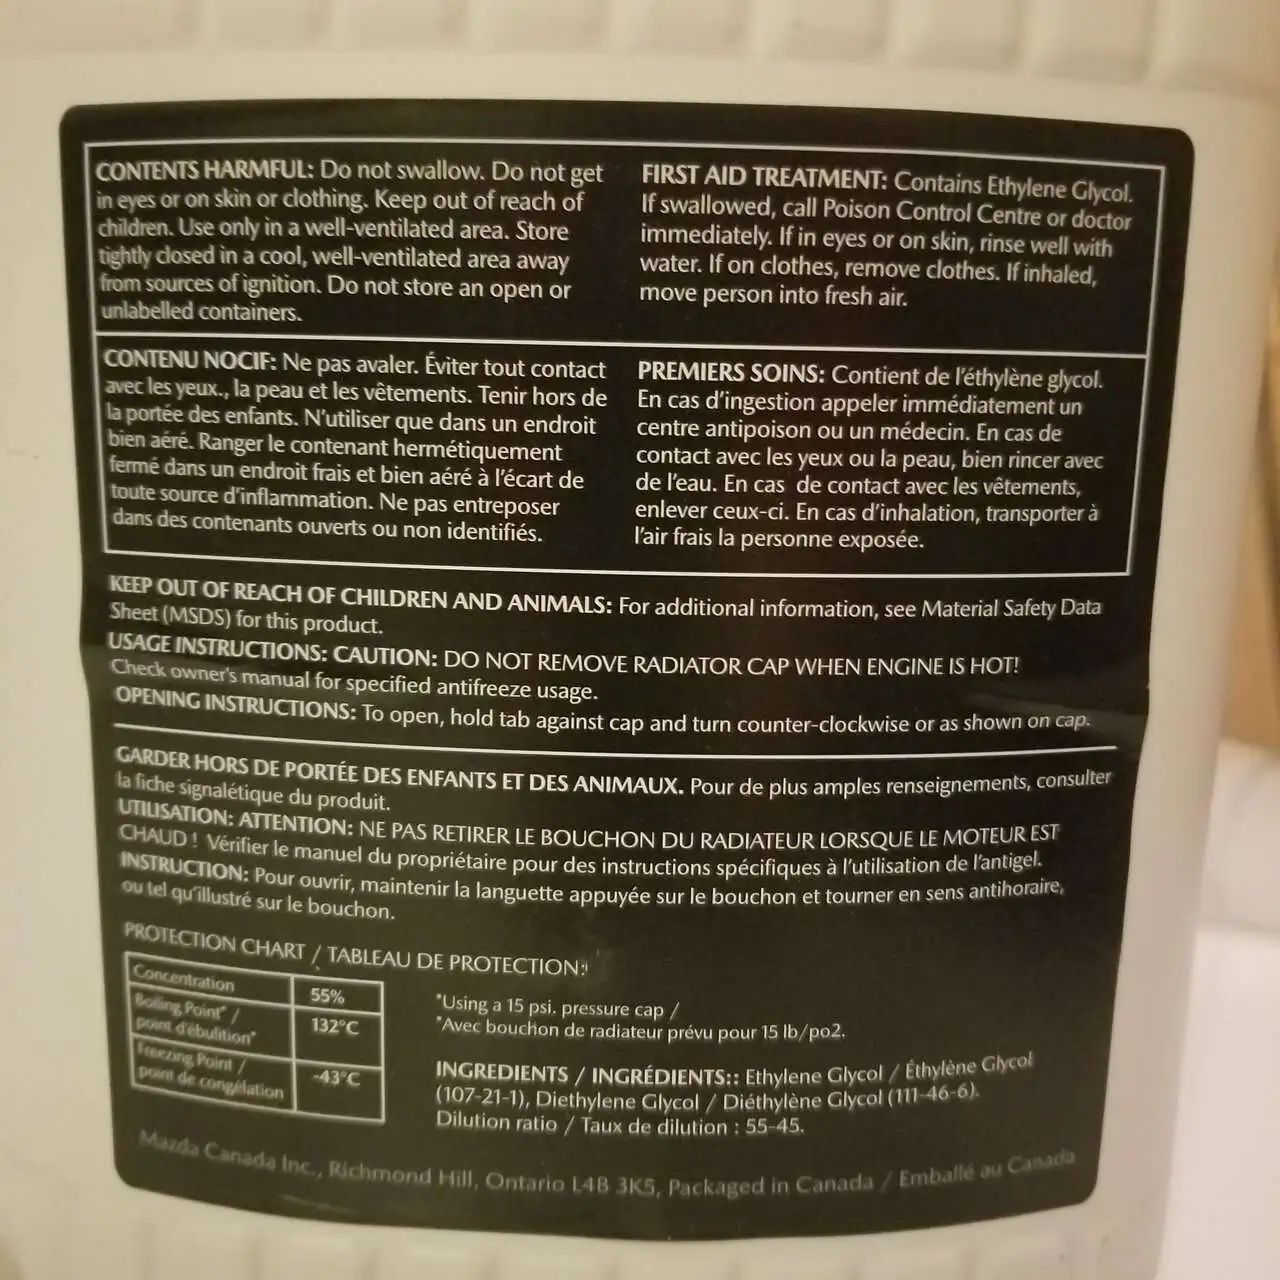 CONTENTS HARMFUL: Do not swallow. Do not get
in eyes or on skin or clothing. Keep out of reach of
children. Use only in a well-ventilated area. Store
tightly closed in a cool, well-ventilated area away
from sources of ignition. Do not store an open or
unlabelled containers.
FIRST AID TREATMENT: Contains Ethylene Glycol.
If swallowed, call Poison Control Centre or doctor
immediately. If in eyes or on skin, rinse well with
water. If on clothes, remove clothes. If inhaled,
move person into fresh air.
CONTENU NOCIF: Ne pas avaler. Éviter tout contact
avec les yeux., la peau et les vêtements. Tenir hors de
la portée des enfants. N'utiliser que dans un endroit
bien aéré. Ranger le contenant hermétiquement
fermé dans un endroit frais et bien aéré à l'écart de
toute source d'inflammation. Ne pas entreposer
dans des contenants ouverts ou non identifiés.
PREMIERS SOINS: Contient de l'éthylène glycol.
En cas d'ingestion appeler immédiatement un
centre antipoison ou un médecin. En cas de
contact avec les yeux ou la peau, bien rincer avec
de l'eau. En cas de contact avec les vêtements,
enlever ceux-ci. En cas d'inhalation, transporter à
l'air frais la personne exposée.
KEEP OUT OF REACH OF CHILDREN AND ANIMALS: For additional information, see Material Safety Data
Sheet (MSDS) for this product.
USAGE INSTRUCTIONS: CAUTION: DO NOT REMOVE RADIATOR CAP WHEN ENGINE IS HOT!
Check owner's manual for specified antifreeze usage.
OPENING INSTRUCTIONS: To open, hold tab against cap and turn counter-clockwise or as shown on cap.
GARDER HORS DE PORTÉE DES ENFANTS ET DES ANIMAUX. Pour de plus amples renseignements, consulter
la fiche signalétique du produit.
UTILISATION: ATTENTION: NE PAS RETIRER LE BOUCHON DU RADIATEUR LORSQUE LE MOTEUR EST
CHAUD ! Vérifier le manuel du propriétaire pour des instructions spécifiques à l'utilisation de l'antigel.
INSTRUCTION: Pour ouvrir, maintenir la languette appuyée sur le bouchon et tourner en sens antihoraire,
ou tel qu'illustré sur le bouchon.
PROTECTION CHART / TABLEAU DE PROTECTION:
Concentration 55%
Boiling Point* /
point d'ébulition* 132°C
Freezing Point /
point de congélation -43°C
*Using a 15 psi. pressure cap /
*Avec bouchon de radiateur prévu pour 15 lb/po2.
INGREDIENTS / INGRÉDIENTS:: Ethylene Glycol / Éthylène Glycol
(107-21-1), Diethylene Glycol / Diéthylène Glycol (111-46-6).
Dilution ratio / Taux de dilution : 55-45.
Mazda Canada Inc., Richmond Hill, Ontario L4B 3K5, Packaged in Canada / Emballé au Canada